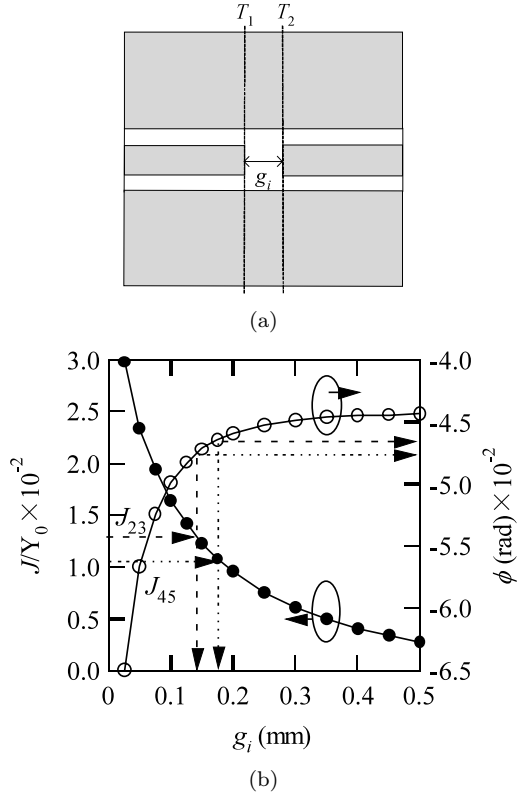 T₁ T₂
gᵢ
(a)
3.0 -4.0
2.5 -4.5
2.0 -5.0
1.5 -5.5
1.0 -6.0
0.5 -6.5
0.0
J/Y₀ × 10⁻²
ϕ (rad) × 10⁻²
J₂₃
J₄₅
0 0.1 0.2 0.3 0.4 0.5
gᵢ (mm)
(b)